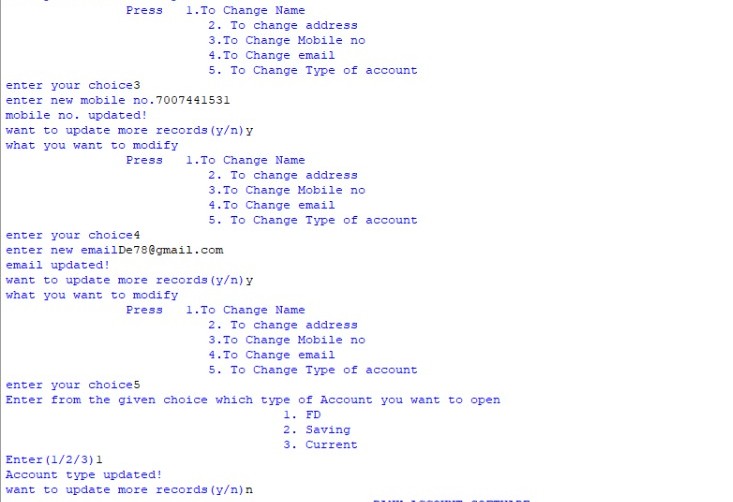 Press 1.To Change Name
2. To change address
3.To Change Mobile no
4.To Change email
5. To Change Type of account
enter your choice3
enter new mobile no.7007441531
mobile no. updated!
want to update more records(y/n)y
what you want to modify
Press 1.To Change Name
2. To change address
3.To Change Mobile no
4.To Change email
5. To Change Type of account
enter your choice4
enter new emailDe78@gmail.com
email updated!
want to update more records(y/n)y
what you want to modify
Press 1.To Change Name
2. To change address
3.To Change Mobile no
4.To Change email
5. To Change Type of account
enter your choice5
Enter from the given choice which type of Account you want to open
1. FD
2. Saving
3. Current
Enter(1/2/3)1
Account type updated!
want to update more records(y/n)n